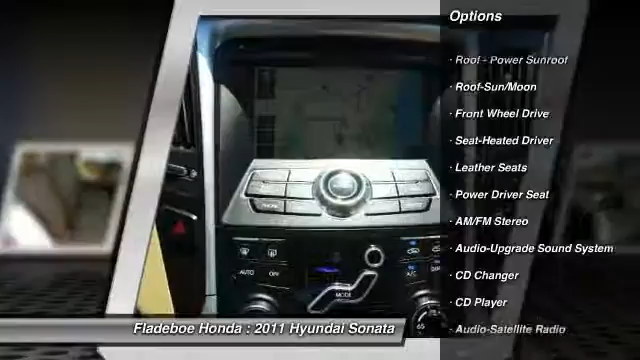 Options
· Roof - Power Sunroof
· Roof-Sun/Moon
· Front Wheel Drive
· Seat-Heated Driver
· Leather Seats
· Power Driver Seat
· AM/FM Stereo
· Audio-Upgrade Sound System
· CD Changer
· CD Player
· Audio-Satellite Radio
AUTO OFF
A/C
MODE
65
Fladeboe Honda : 2011 Hyundai Sonata